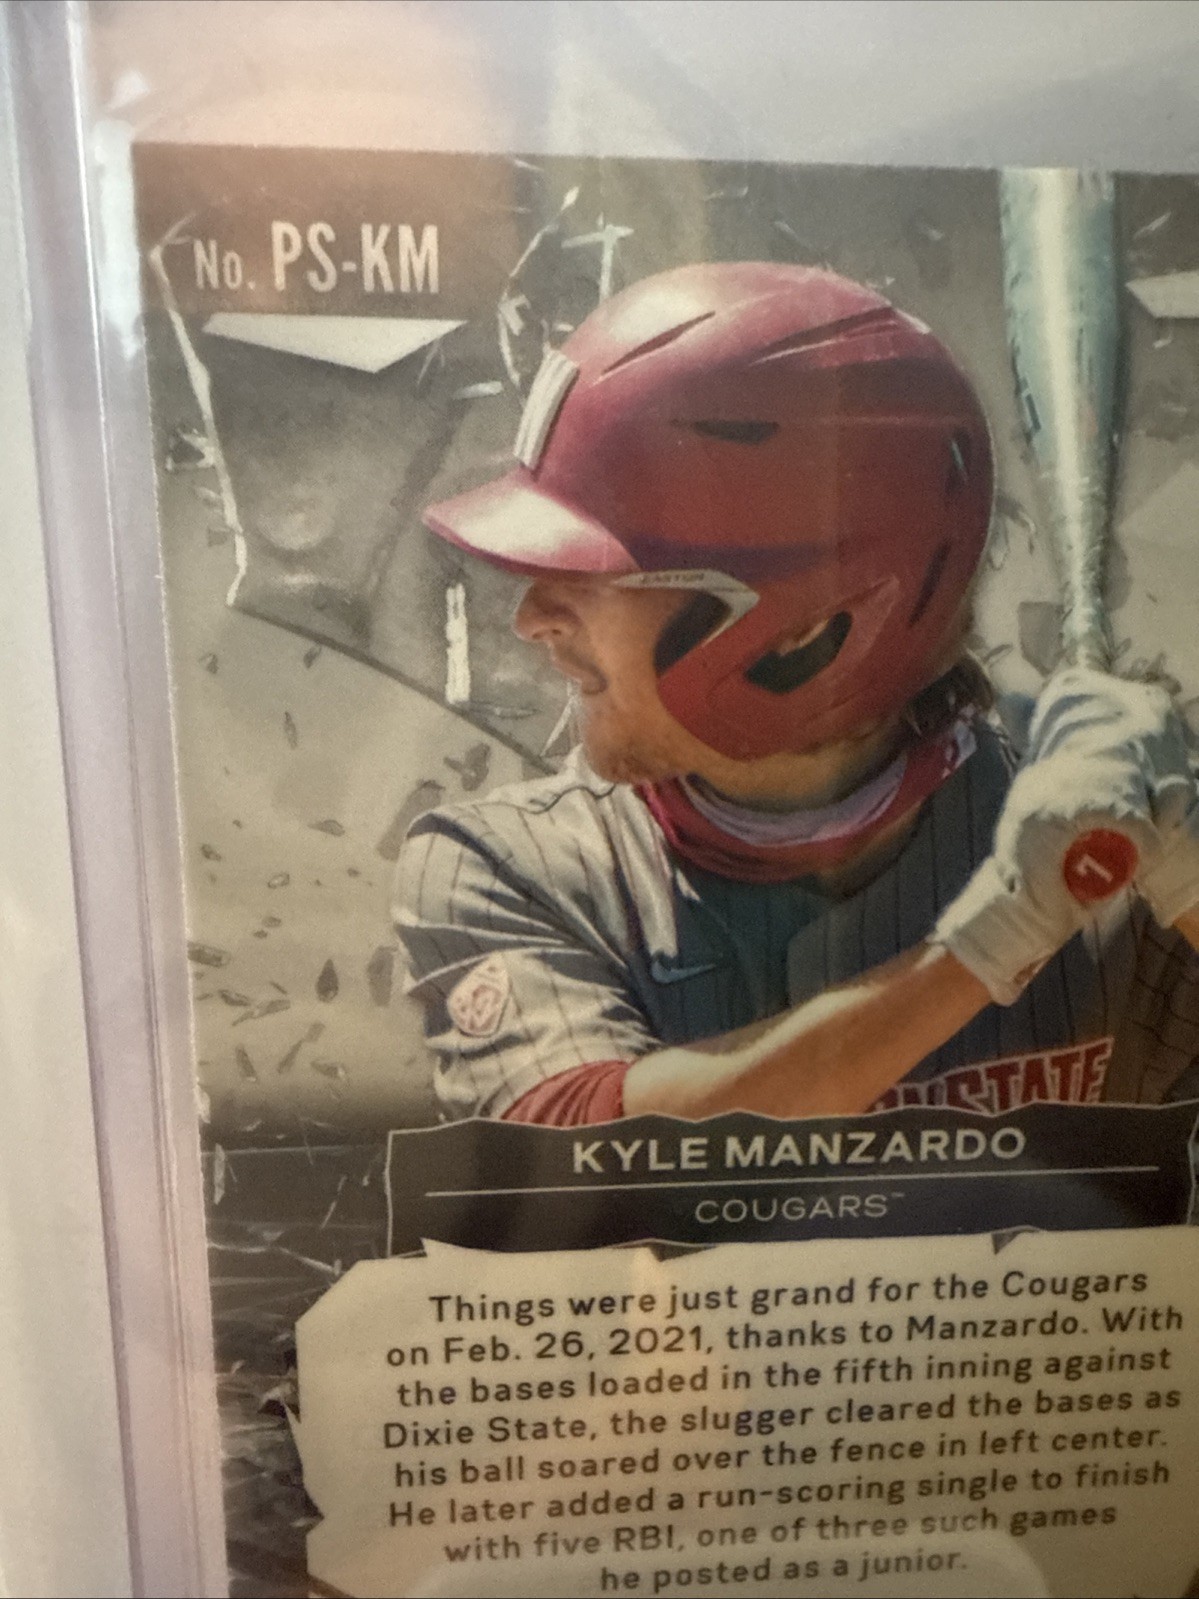 No. PS-KM
EASTON
7
STATE
KYLE MANZARDO
COUGARS™
Things were just grand for the Cougars
on Feb. 26, 2021, thanks to Manzardo. With
the bases loaded in the fifth inning against
Dixie State, the slugger cleared the bases as
his ball soared over the fence in left center.
He later added a run-scoring single to finish
with five RBI, one of three such games
he posted as a junior.